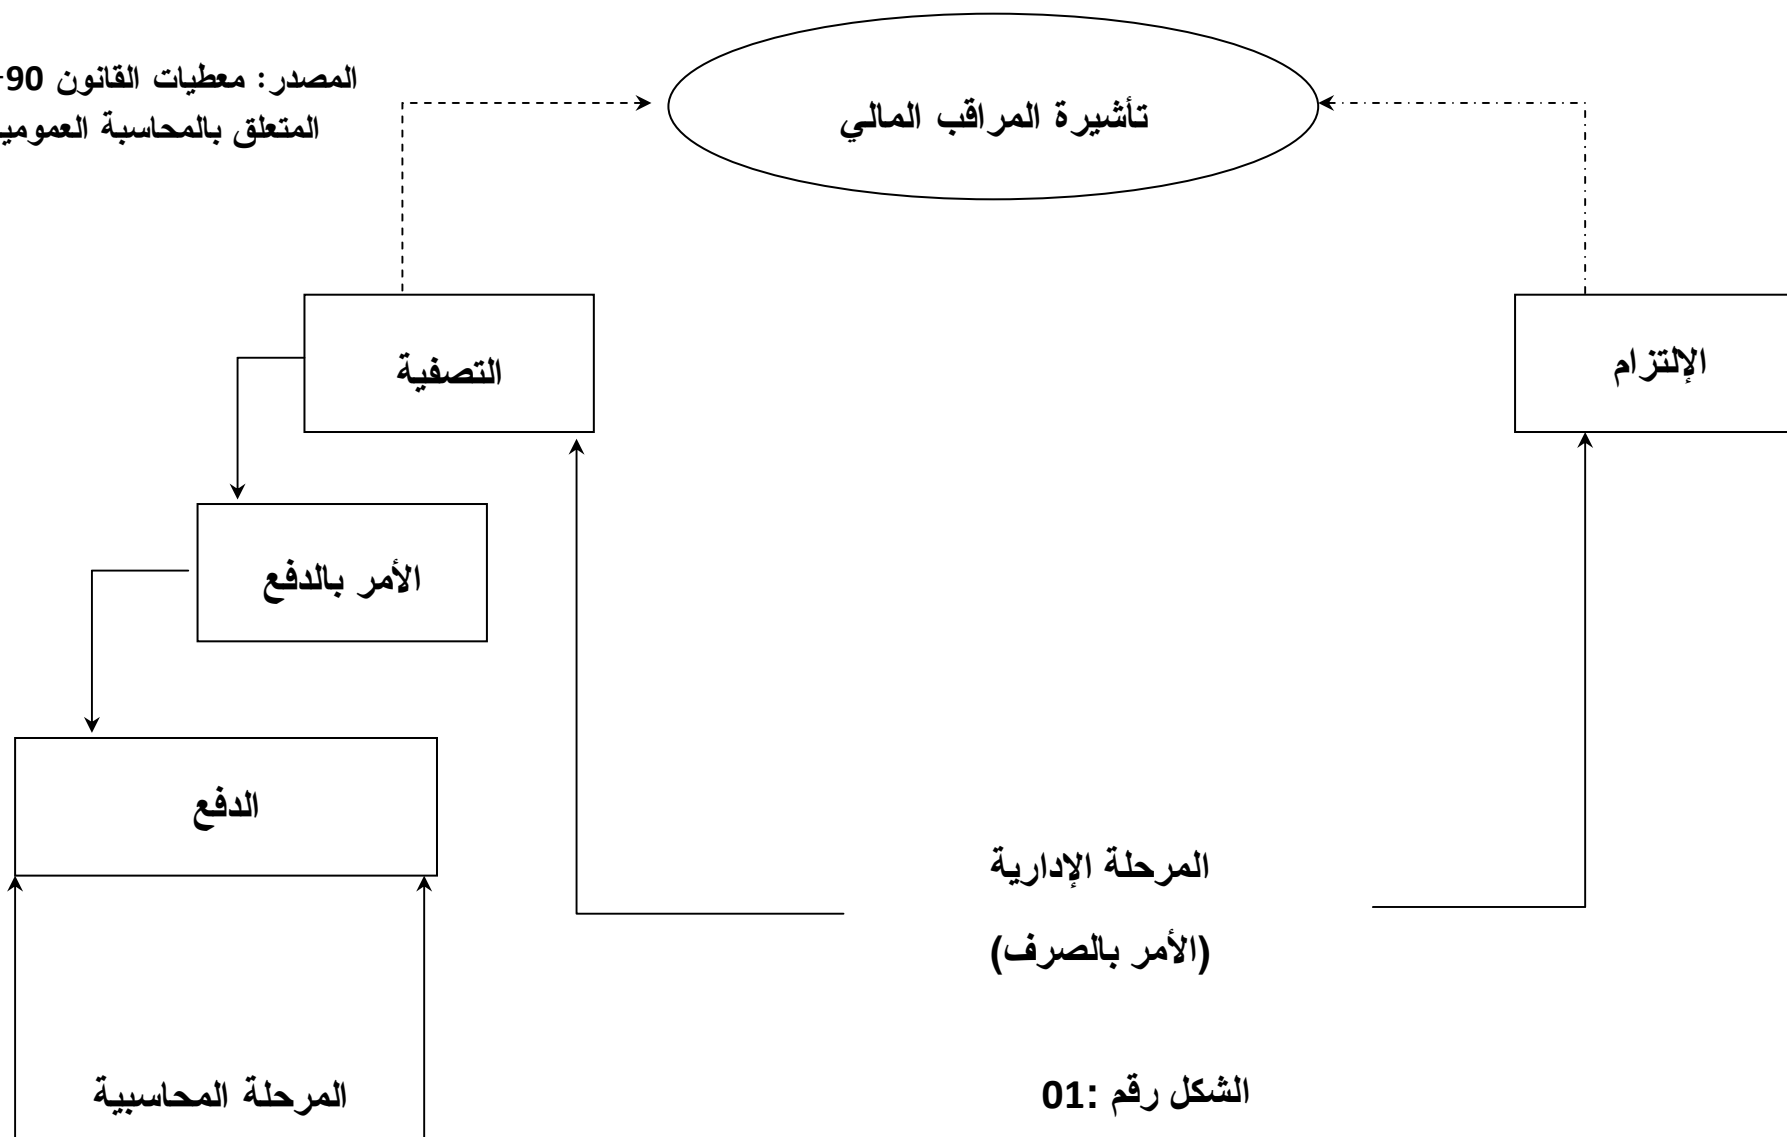 المصدر: معطيات القانون 90-
المتعلق بالمحاسبة
تأشيرة المراقب المالي
الإلتزام
التصفية
الأمر بالدفع
الدفع
المرحلة الإدارية
(الأمر بالصرف)
المرحلة المحاسبية
الشكل رقم :01